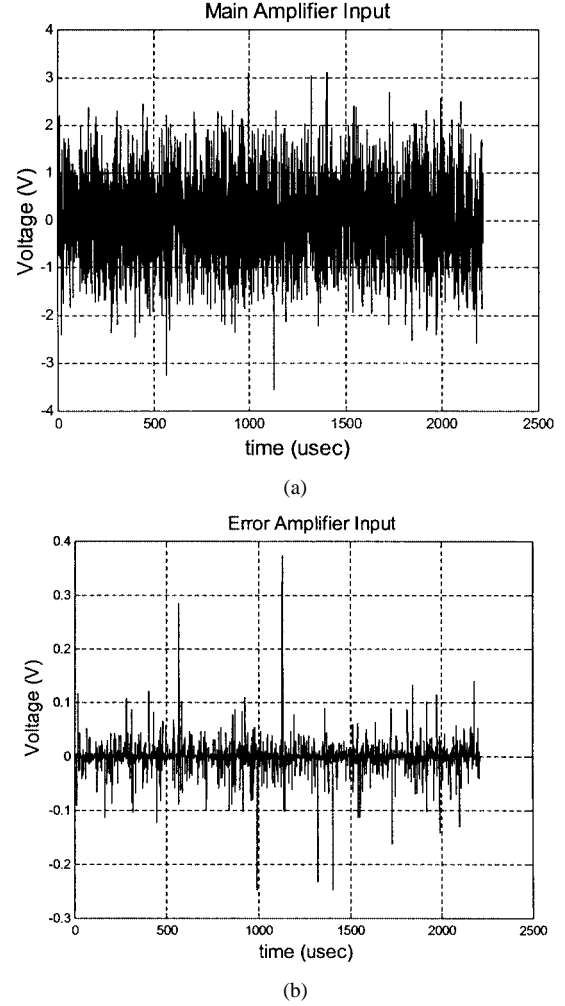 Main Amplifier Input
4
3
2
1
0
-1
-2
-3
-4
Voltage (V)
0 500 1000 1500 2000 2500
time (usec)
(a)
Error Amplifier Input
0.4
0.3
0.2
0.1
0
-0.1
-0.2
-0.3
Voltage (V)
0 500 1000 1500 2000 2500
time (usec)
(b)